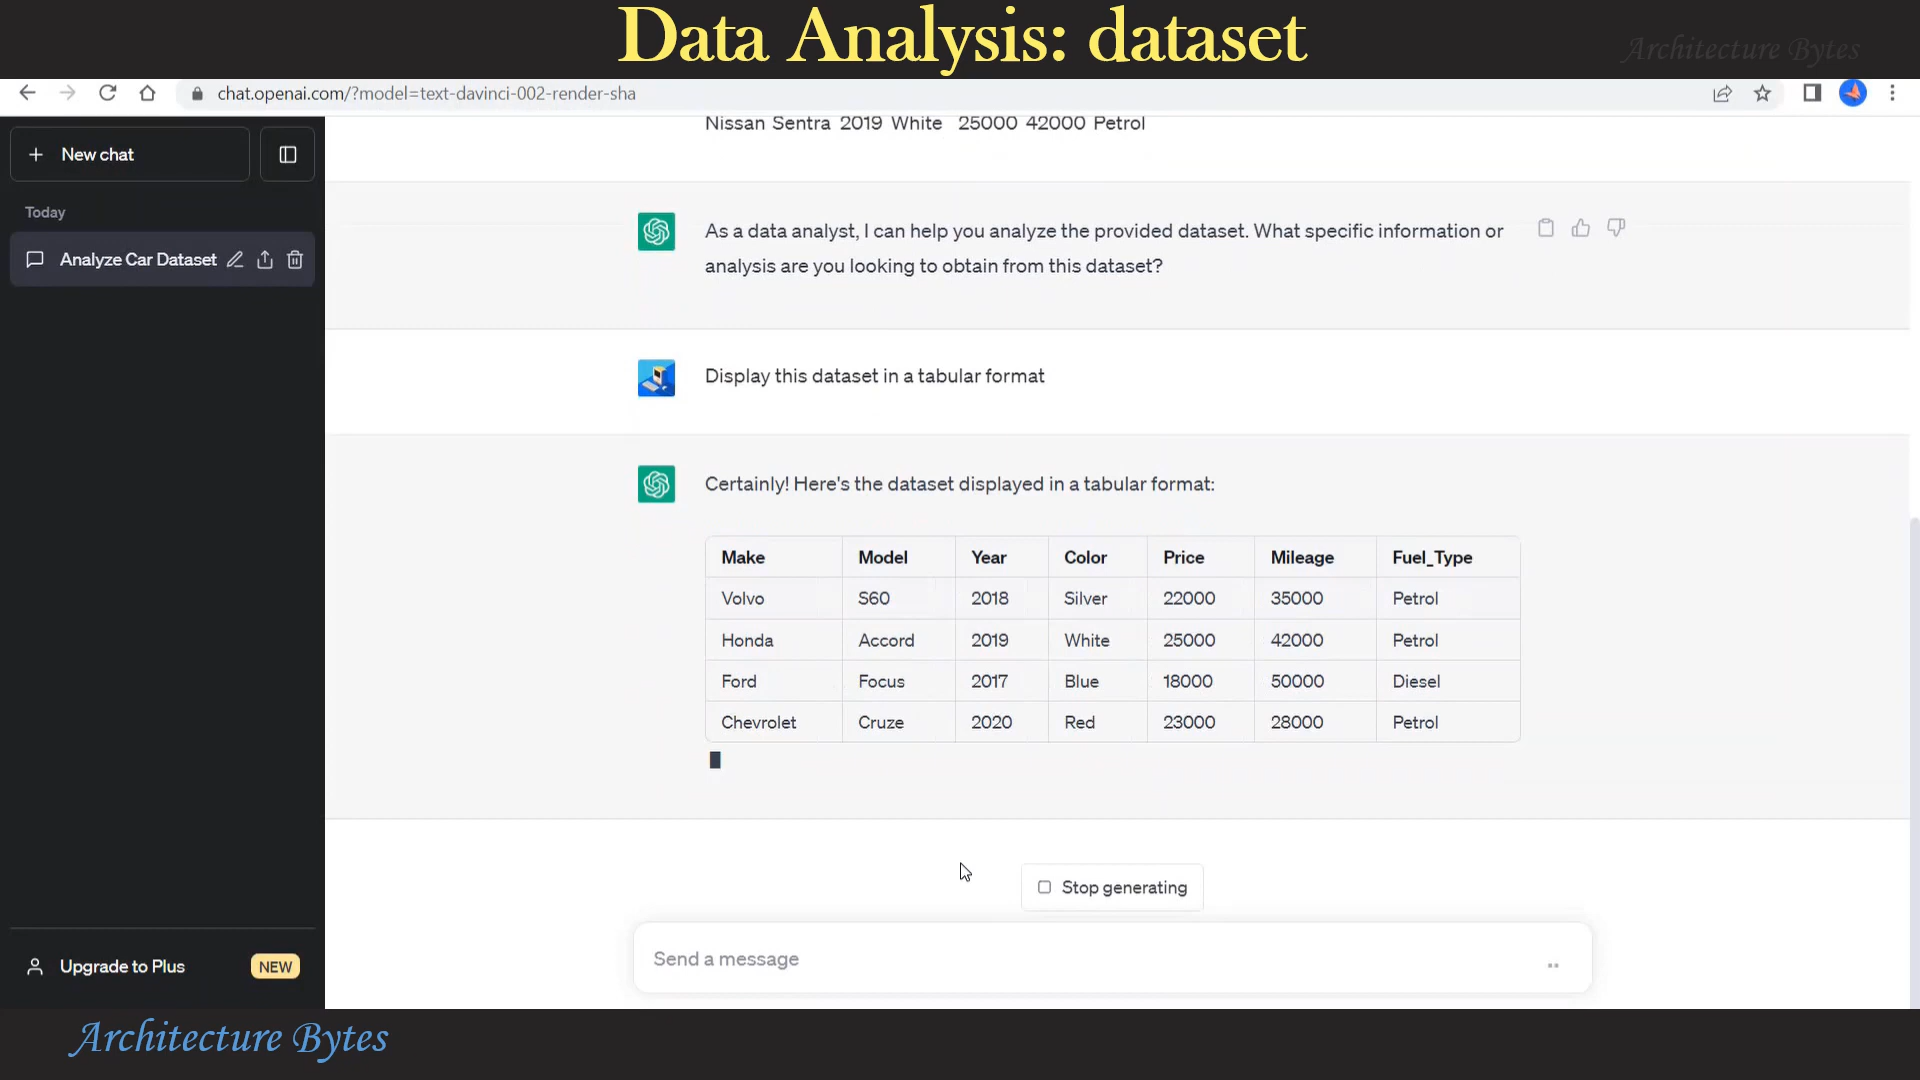 Data Analysis: dataset
Architecture Bytes
chat.openai.com/?model=text-davinci-002-render-sha
New chat
Today
Analyze Car Dataset
Nissan Sentra 2019 White 25000 42000 Petrol
As a data analyst, I can help you analyze the provided dataset. What specific information or
analysis are you looking to obtain from this dataset?
Display this dataset in a tabular format
Certainly! Here's the dataset displayed in a tabular format:
Make Model Year Color Price Mileage Fuel_Type
Volvo S60 2018 Silver 22000 35000 Petrol
Honda Accord 2019 White 25000 42000 Petrol
Ford Focus 2017 Blue 18000 50000 Diesel
Chevrolet Cruze 2020 Red 23000 28000 Petrol
Stop generating
Send a message
Upgrade to Plus NEW
Architecture Bytes